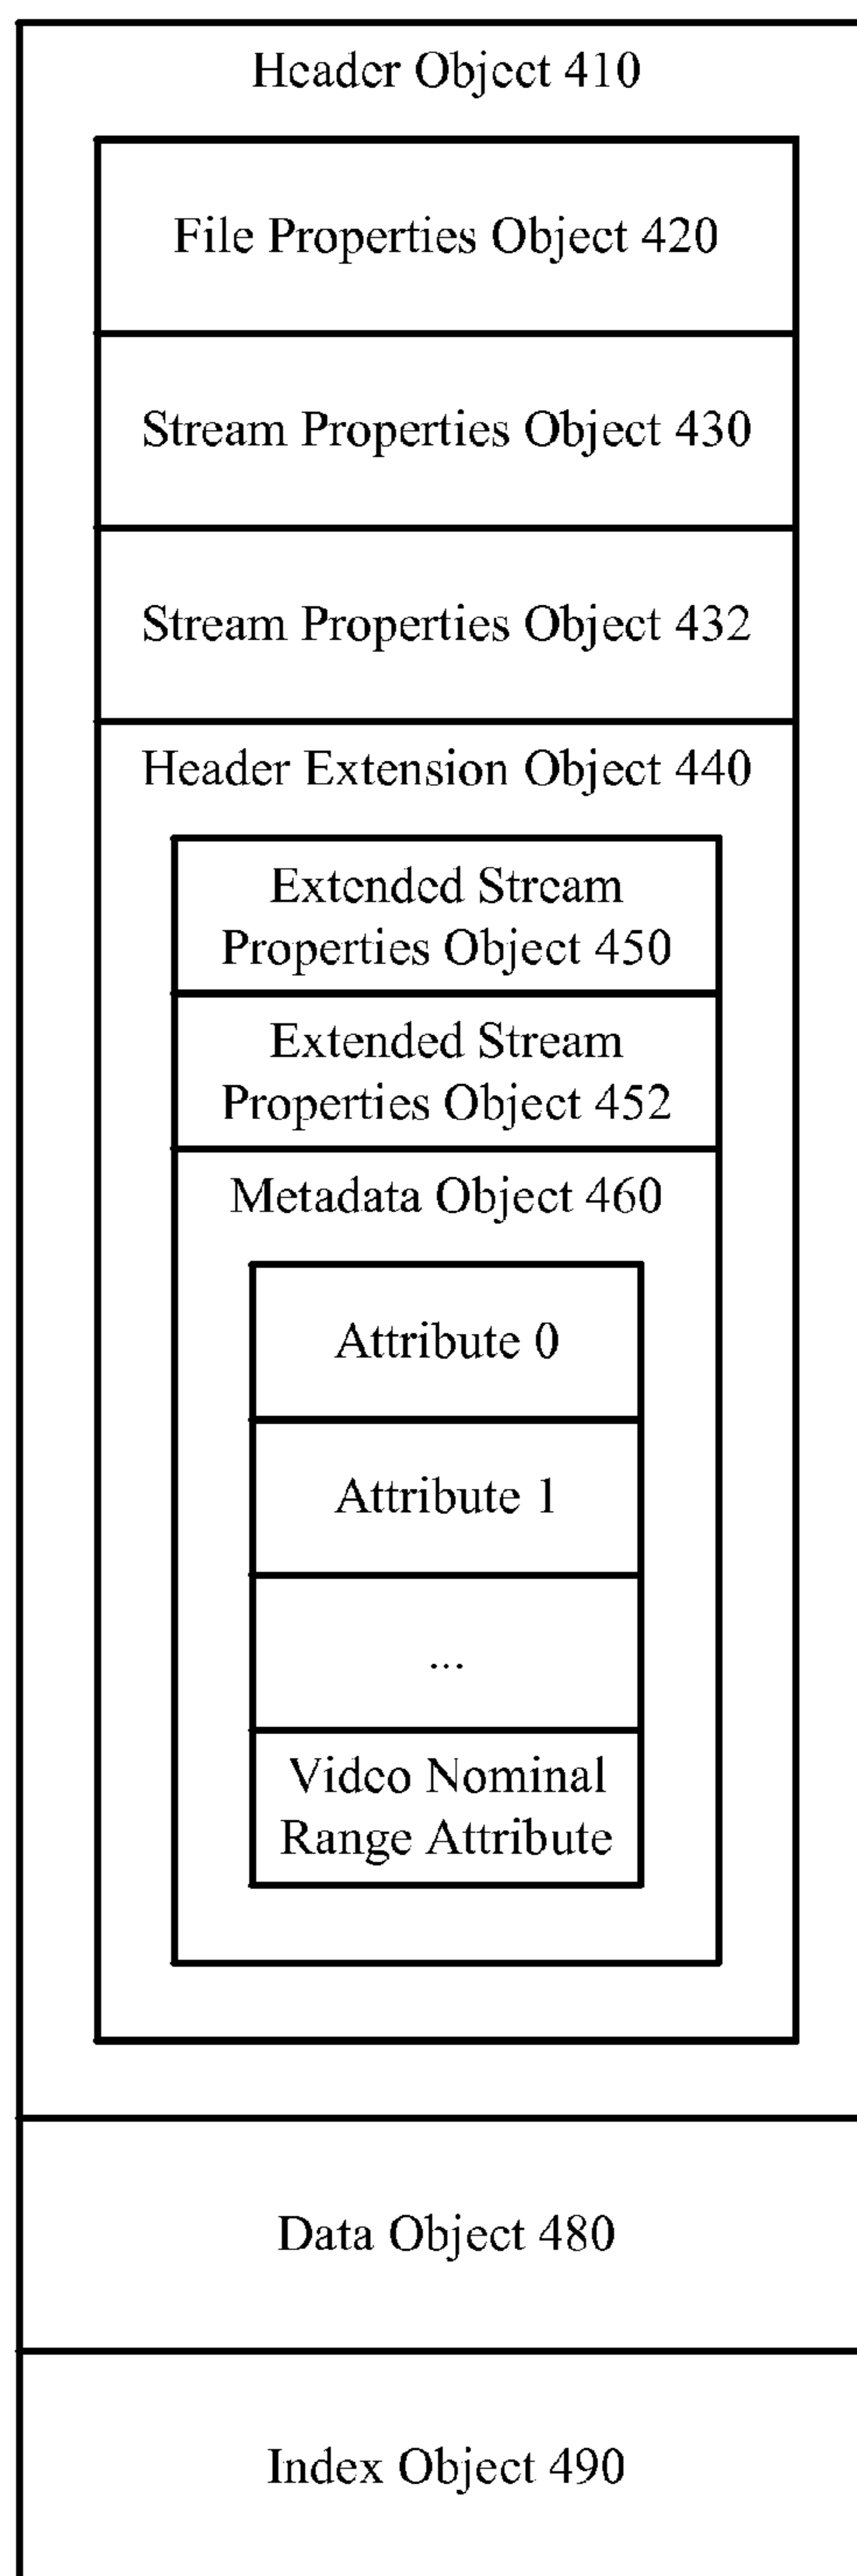 Header Object 410
File Properties Object 420
Stream Properties Object 430
Stream Properties Object 432
Header Extension Object 440
Extended Stream
Properties Object 450
Extended Stream
Properties Object 452
Metadata Object 460
Attribute 0
Attribute 1
...
Video Nominal
Range Attribute
Data Object 480
Index Object 490